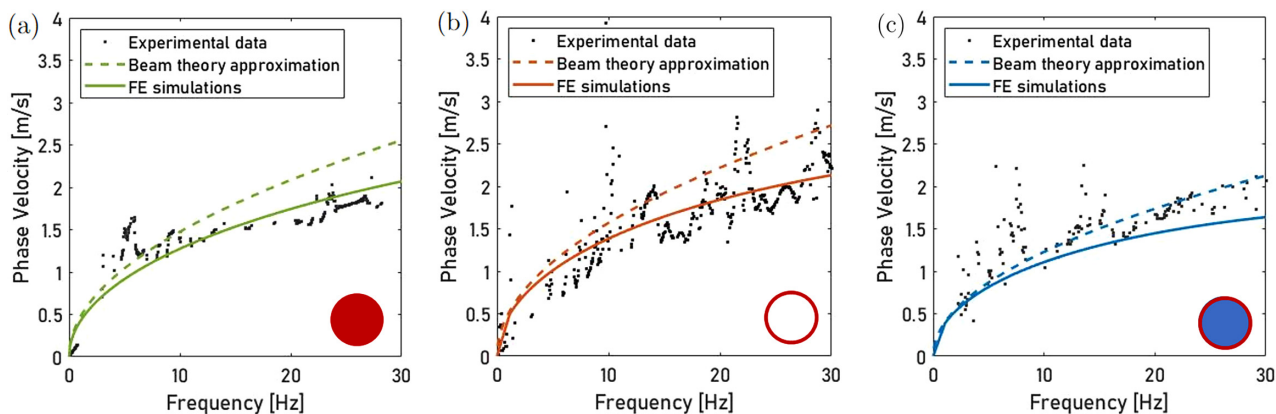 (a)
4
3.5
3
2.5
2
1.5
1
0.5
0
Phase Velocity [m/s]
Experimental data
Beam theory approximation
FE simulations
0 10 20 30
Frequency [Hz]
(b)
4
3.5
3
2.5
2
1.5
1
0.5
0
Phase Velocity [m/s]
Experimental data
Beam theory approximation
FE simulations
0 10 20 30
Frequency [Hz]
(c)
4
3.5
3
2.5
2
1.5
1
0.5
0
Phase Velocity [m/s]
Experimental data
Beam theory approximation
FE simulations
0 10 20 30
Frequency [Hz]